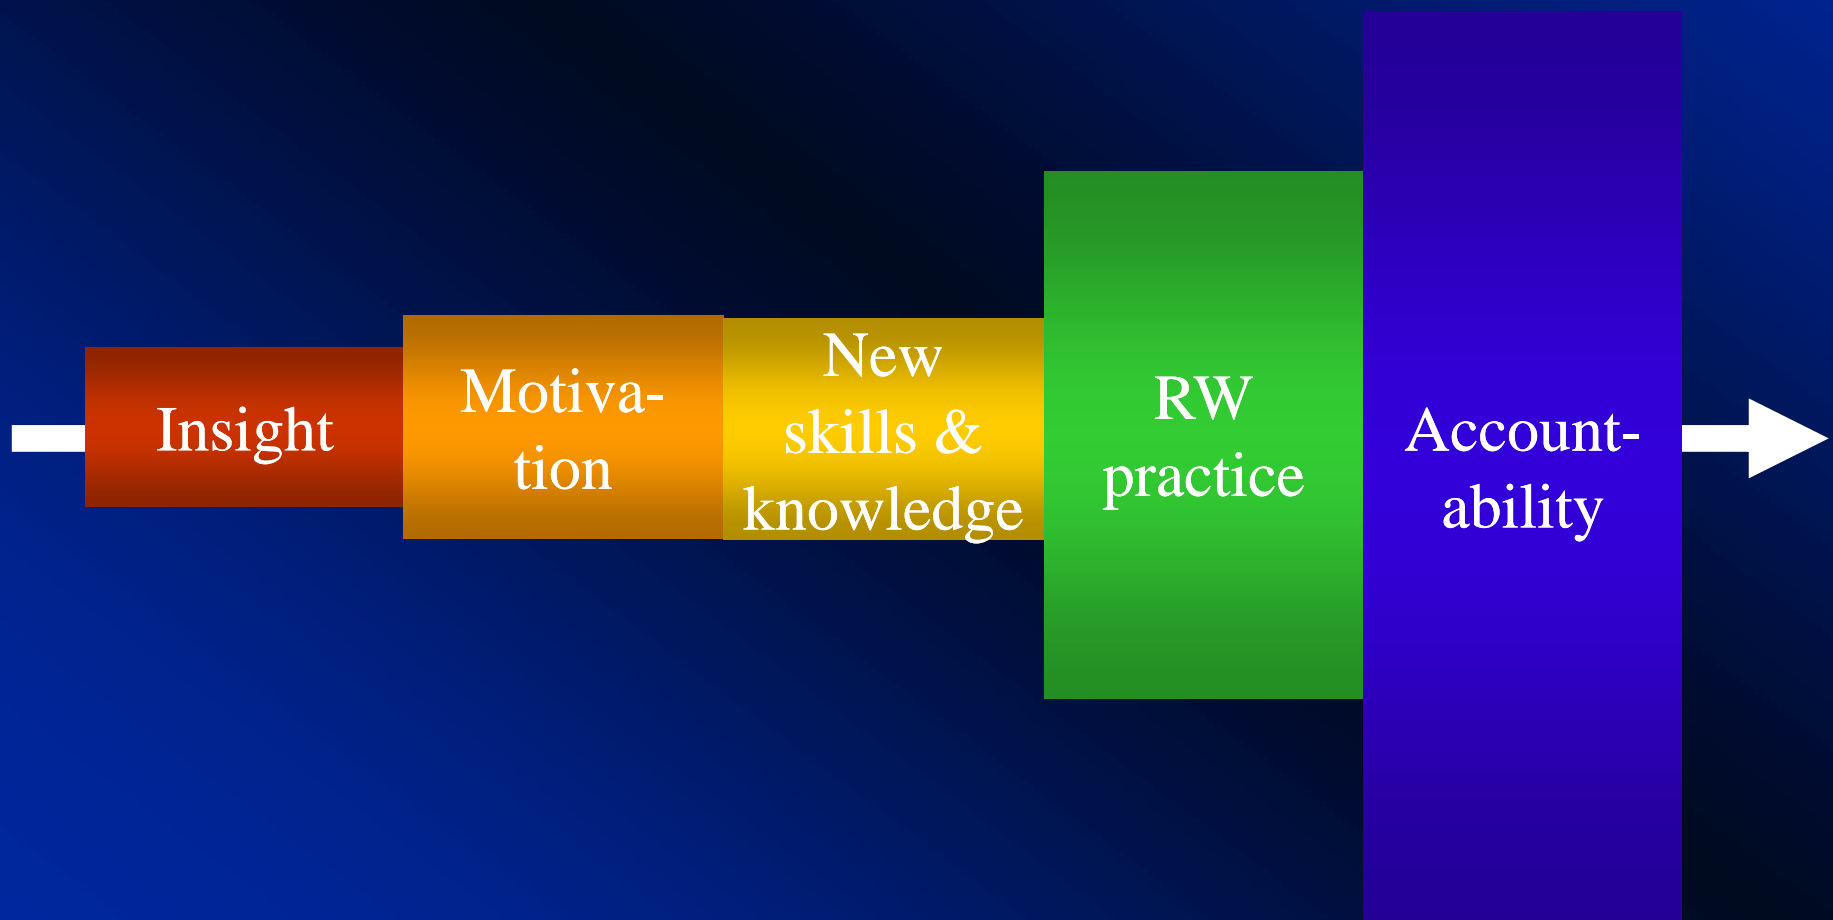 Insight
Motiva-
tion
New
skills &
knowledge
RW
practice
Account-
ability